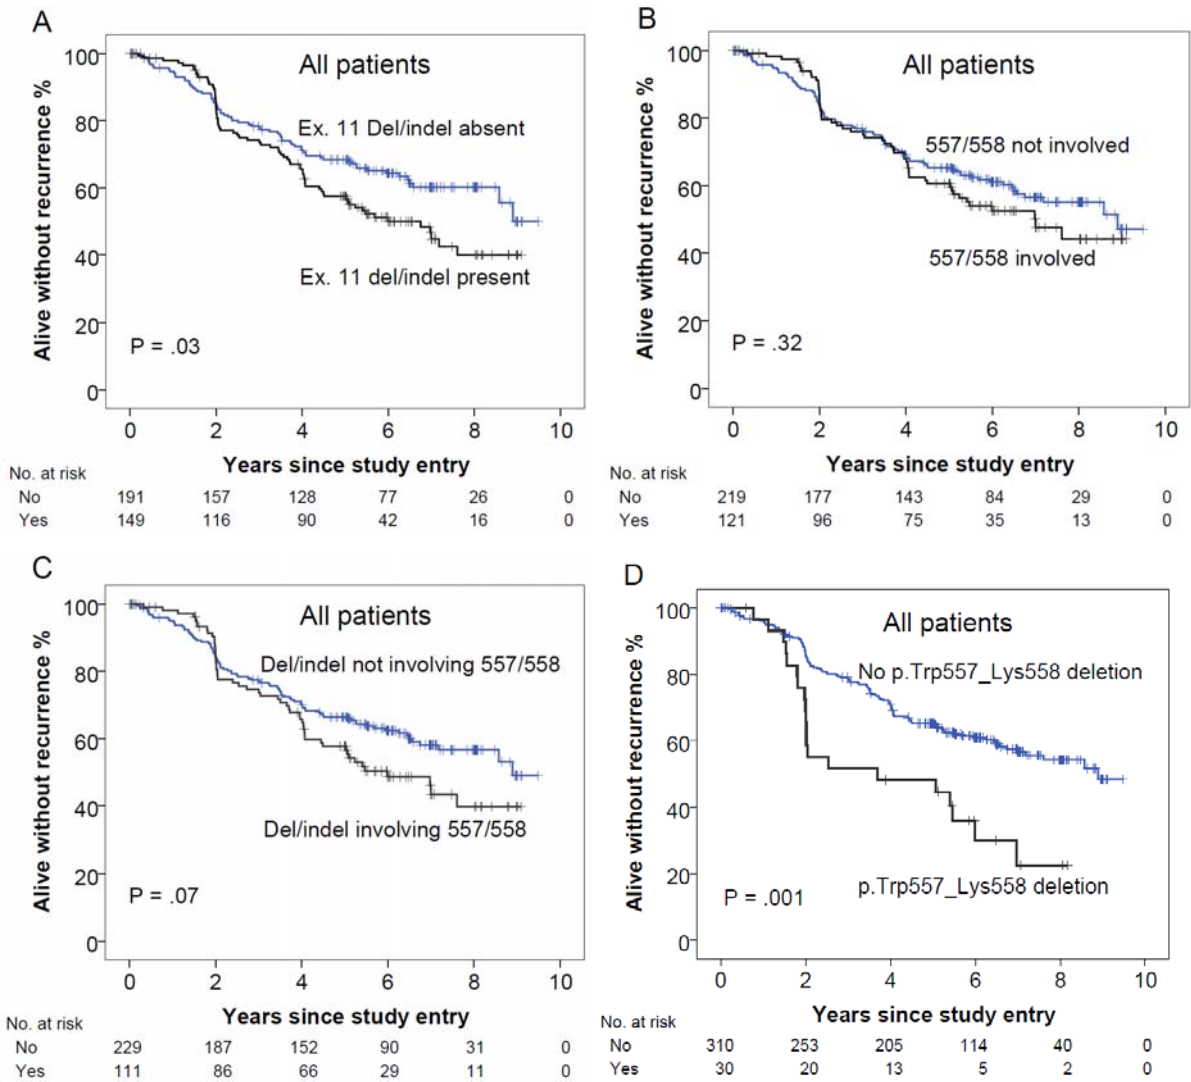 A
100
80
60
40
20
0
Alive without recurrence %
All patients
Ex. 11 Del/indel absent
Ex. 11 del/indel present
P = .03
0 2 4 6 8 10
Years since study entry
No. at risk
No 191 157 128 77 26 0
Yes 149 116 90 42 16 0
B
100
80
60
40
20
0
Alive without recurrence %
All patients
557/558 not involved
557/558 involved
P = .32
0 2 4 6 8 10
Years since study entry
No. at risk
No 219 177 143 84 29 0
Yes 121 96 75 35 13 0
C
100
80
60
40
20
0
Alive without recurrence %
All patients
Del/indel not involving 557/558
Del/indel involving 557/558
P = .07
0 2 4 6 8 10
Years since study entry
No. at risk
No 229 187 152 90 31 0
Yes 111 86 66 29 11 0
D
100
80
60
40
20
0
Alive without recurrence %
All patients
No p.Trp557_Lys558 deletion
p.Trp557_Lys558 deletion
P = .001
0 2 4 6 8 10
Years since study entry
No. at risk
No 310 253 205 114 40 0
Yes 30 20 13 5 2 0